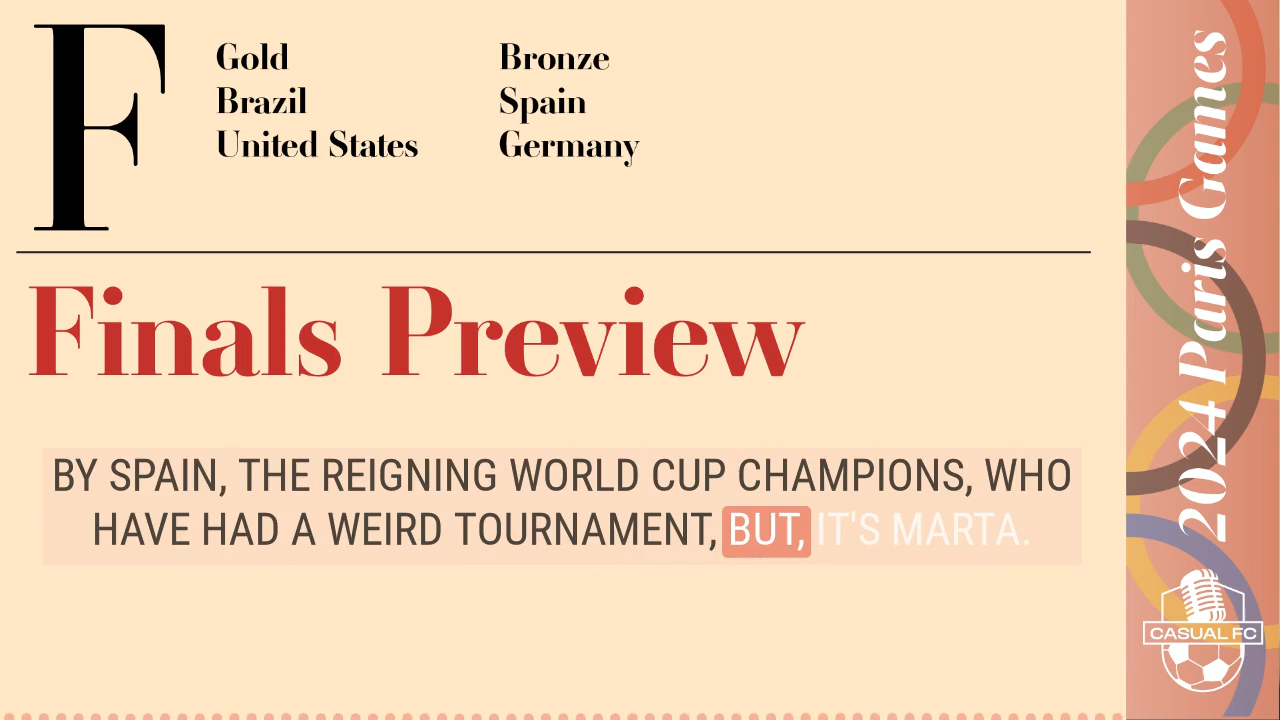 F
Gold
Brazil
United States
Bronze
Spain
Germany
Finals Preview
BY SPAIN, THE REIGNING WORLD CUP CHAMPIONS, WHO
HAVE HAD A WEIRD TOURNAMENT, BUT, IT'S MARTA.
2024 Paris Games
CASUAL FC